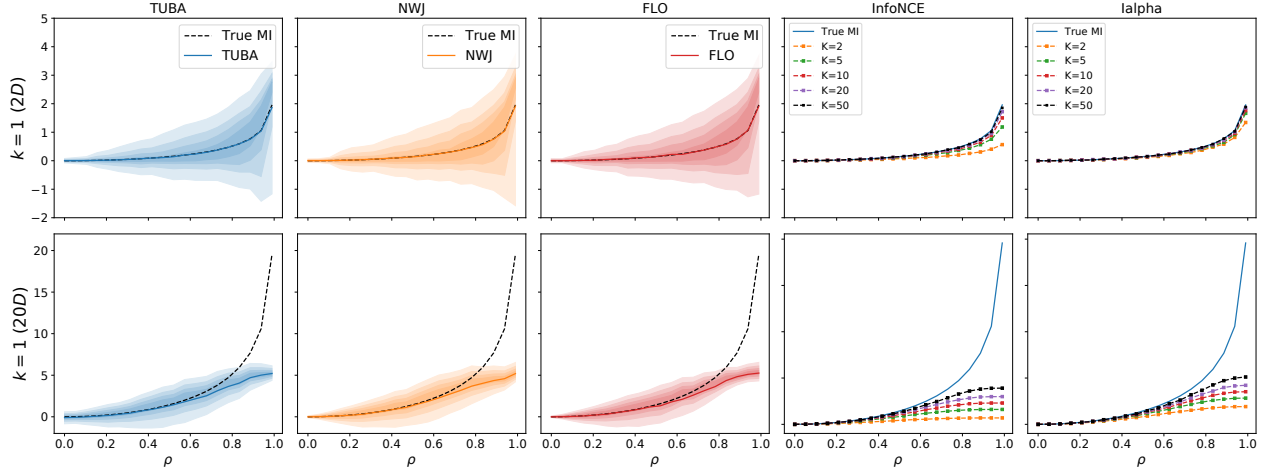 TUBA NWJ FLO InfoNCE Ialpha
k = 1 (2D)
5
4
3
2
1
0
−1
−2
True MI
TUBA
True MI
NWJ
True MI
FLO
True MI
K=2
K=5
K=10
K=20
K=50
True MI
K=2
K=5
K=10
K=20
K=50
k = 1 (20D)
20
15
10
5
0
0.0 0.2 0.4 0.6 0.8 1.0
ρ
0.0 0.2 0.4 0.6 0.8 1.0
ρ
0.0 0.2 0.4 0.6 0.8 1.0
ρ
0.0 0.2 0.4 0.6 0.8 1.0
ρ
0.0 0.2 0.4 0.6 0.8 1.0
ρ